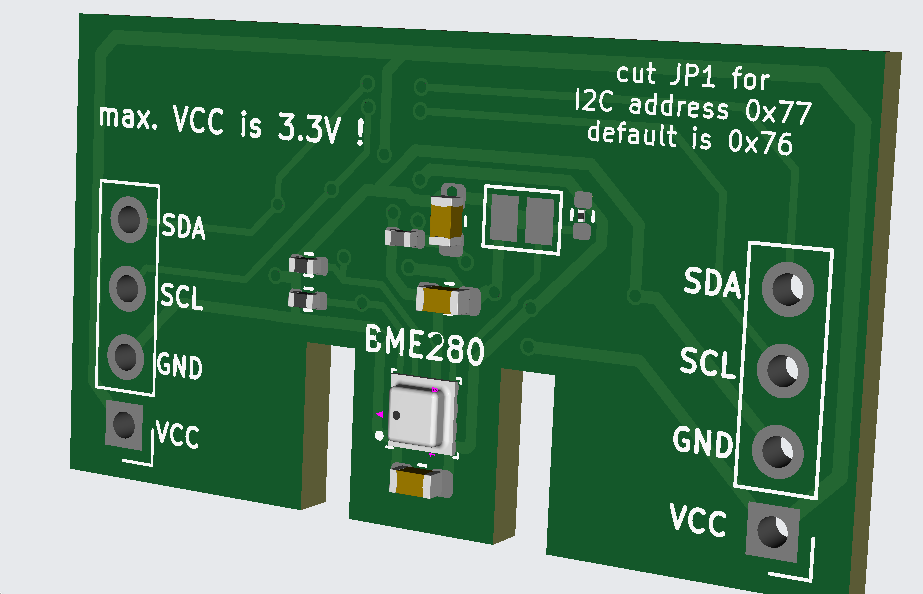 cut JP1 for
I2C address 0x77
default is 0x76
max. VCC is 3.3V !
SDA
SCL
GND
VCC
BME280
SDA
SCL
GND
VCC